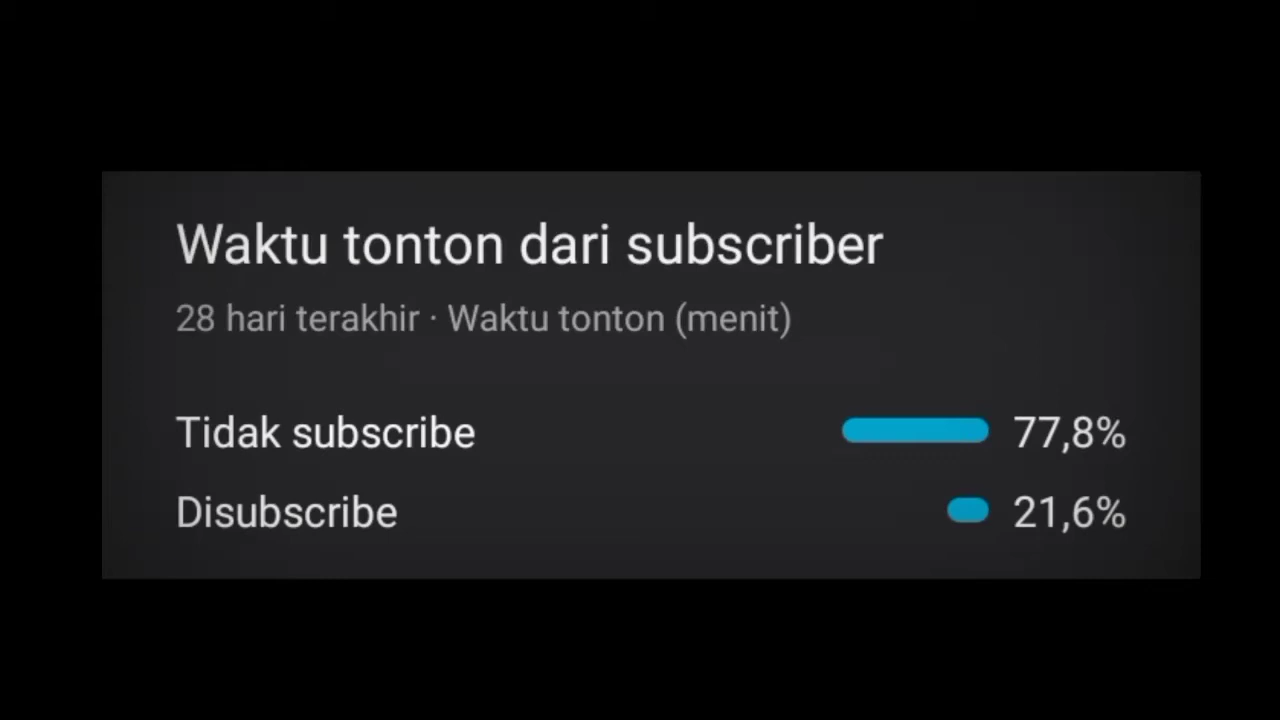 Waktu tonton dari subscriber
28 hari terakhir · Waktu tonton (menit)
Tidak subscribe 77,8%
Disubscribe 21,6%